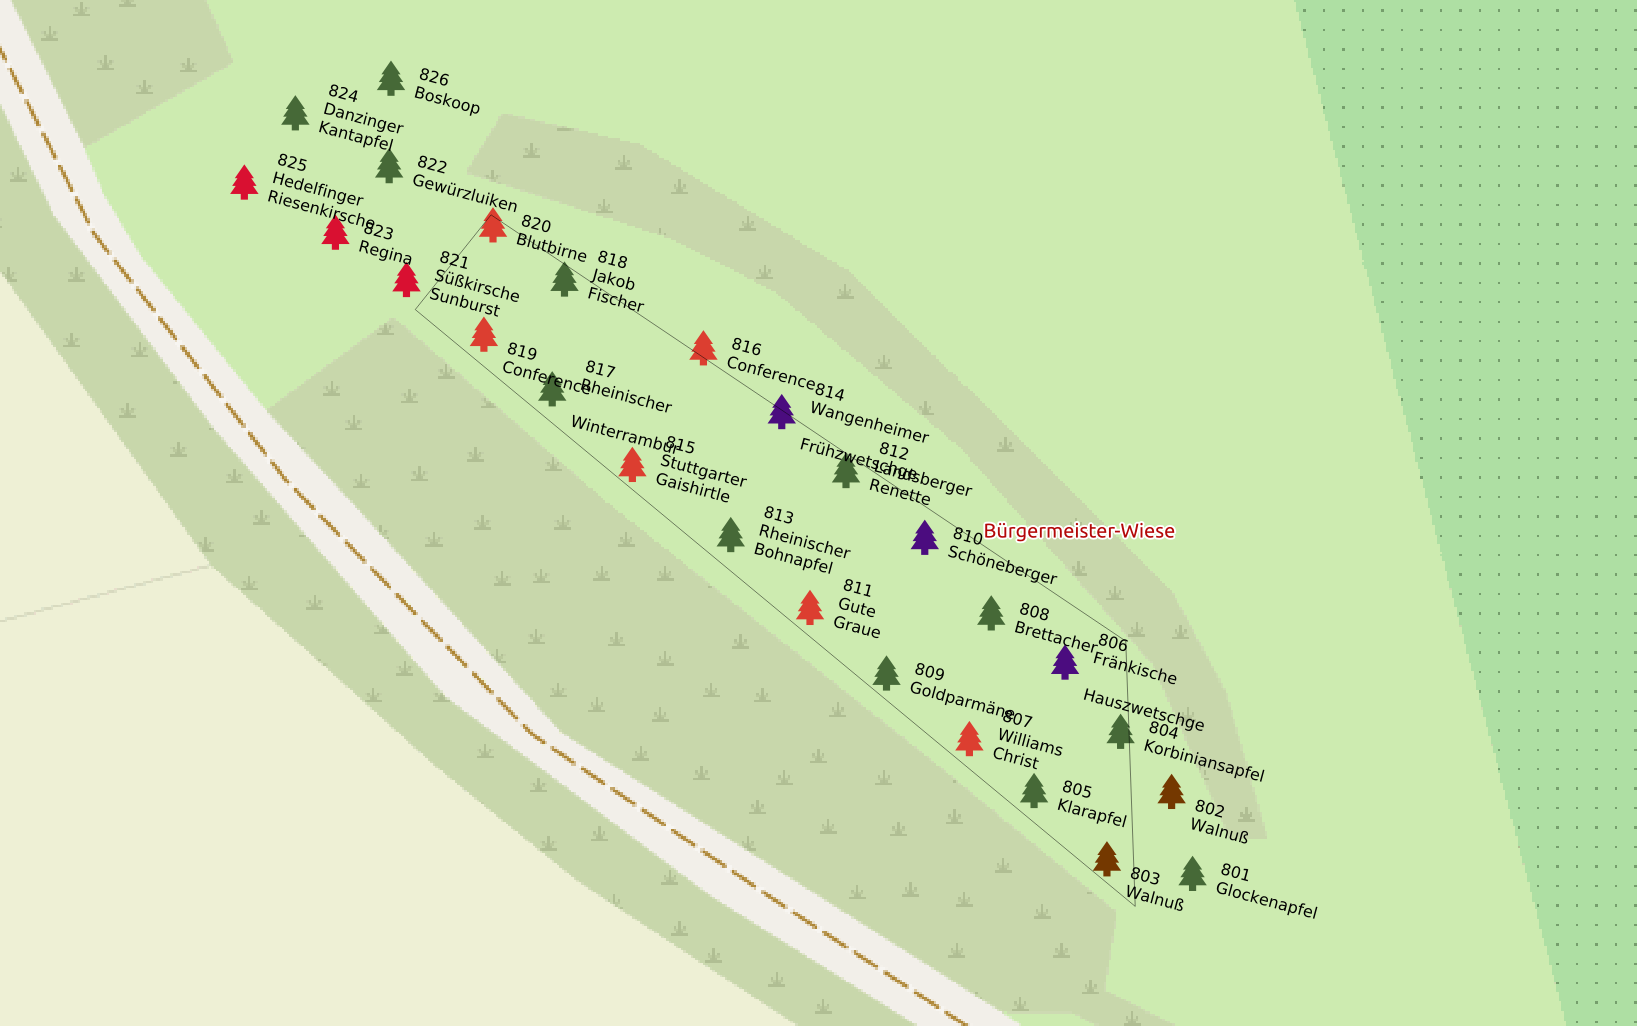 826
Boskoop
824
Danzinger
Kantapfel
822
Gewürzluiken
825
Hedelfinger
Riesenkirsche
823
Regina
820
Blutbirne
821
Süßkirsche
Sunburst
818
Jakob
Fischer
819
Conference
816
Conference
817
Rheinischer
Winterrambur
814
Wangenheimer
Frühzwetschge
815
Stuttgarter
Gaishirtle
812
Landsberger
Renette
813
Rheinischer
Bohnapfel
810
Schöneberger
Bürgermeister-Wiese
811
Gute
Graue
808
Brettacher
806
Fränkische
Hauszwetschge
809
Goldparmäne
807
Williams
Christ
804
Korbiniansapfel
805
Klarapfel
802
Walnuß
803
Walnuß
801
Glockenapfel